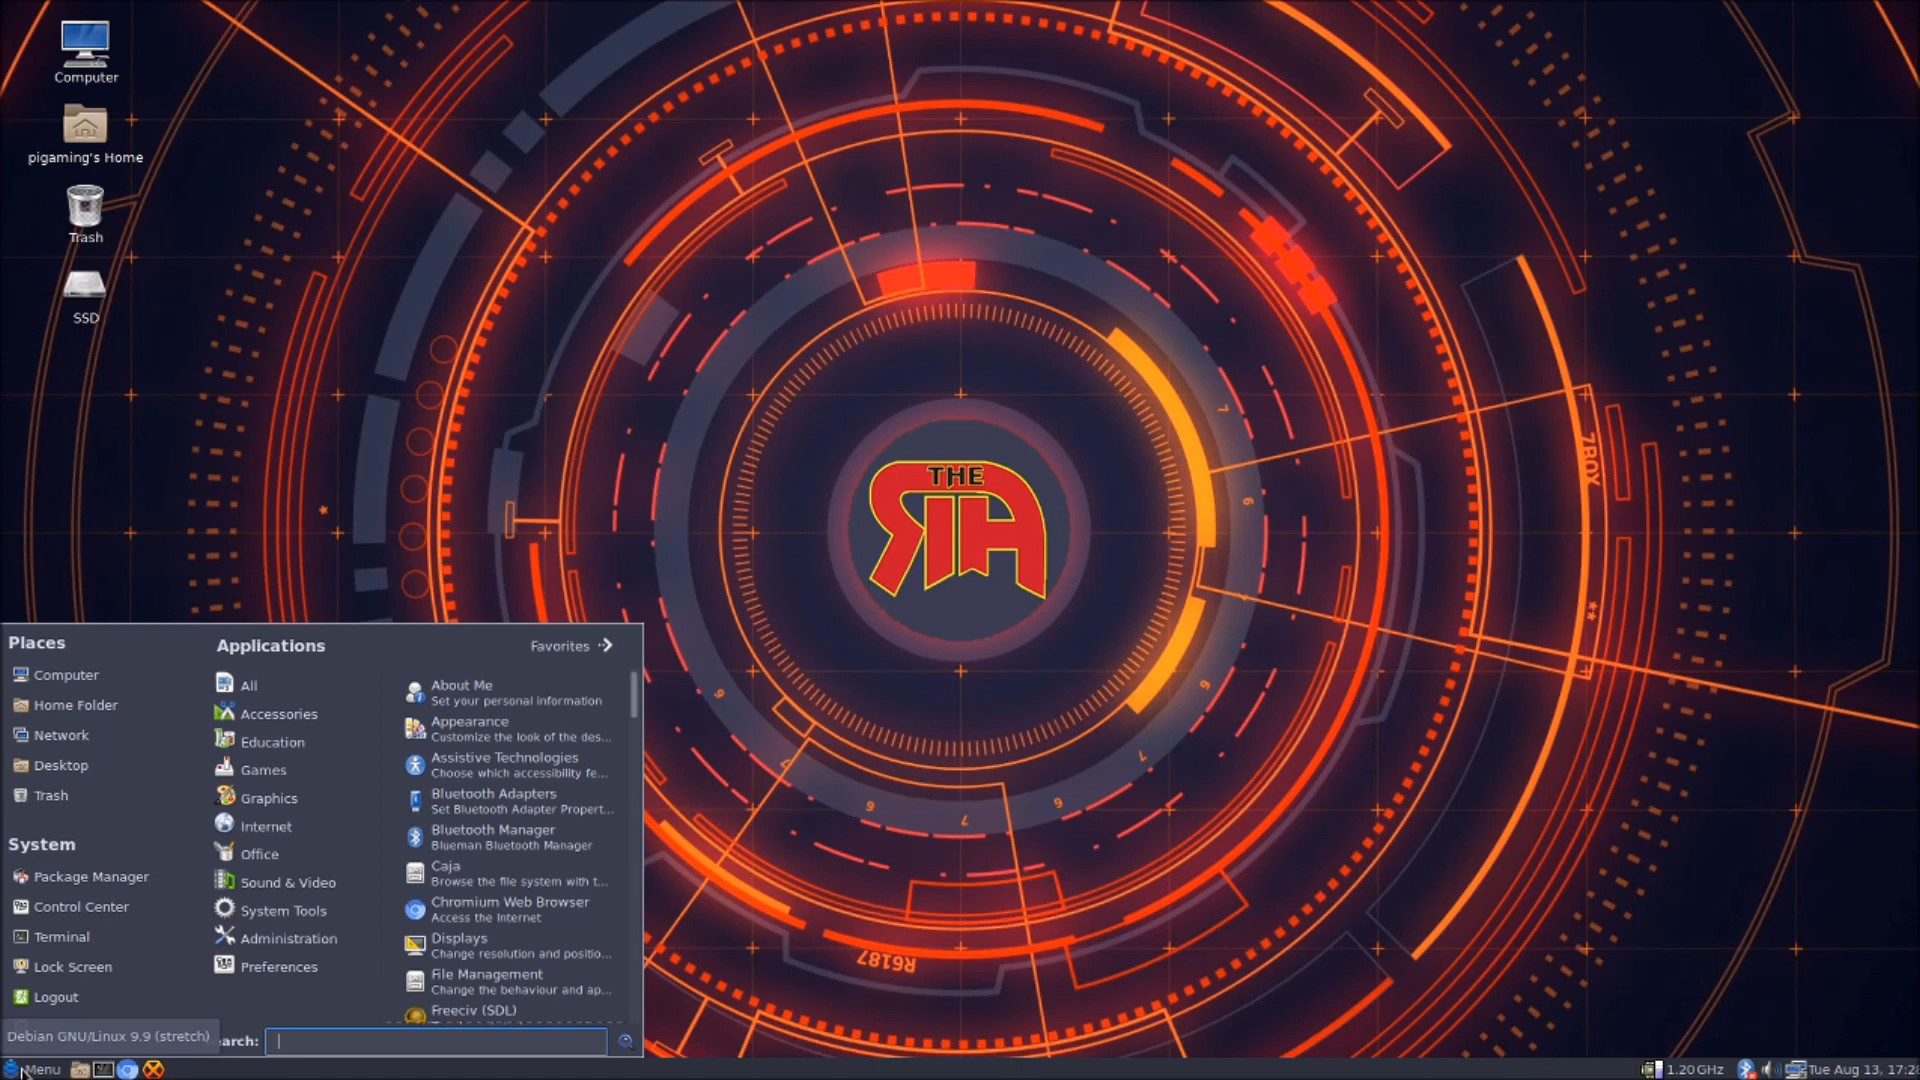 Computer
pigaming's Home
Trash
SSD
THE
RA
7BOX
R6187
Places
Computer
Home Folder
Network
Desktop
Trash
System
Package Manager
Control Center
Terminal
Lock Screen
Logout
Applications
Favorites
All
Accessories
Education
Games
Graphics
Internet
Office
Sound & Video
System Tools
Administration
Preferences
About Me
Set your personal information
Appearance
Customize the look of the des...
Assistive Technologies
Choose which accessibility fe...
Bluetooth Adapters
Set Bluetooth Adapter Propert...
Bluetooth Manager
Blueman Bluetooth Manager
Caja
Browse the file system with t...
Chromium Web Browser
Access the Internet
Displays
Change resolution and positio...
File Management
Change the behaviour and ap...
Freeciv (SDL)
Debian GNU/Linux 9.9 (stretch)
earch:
Menu
1.20GHz
Tue Aug 13, 17:28